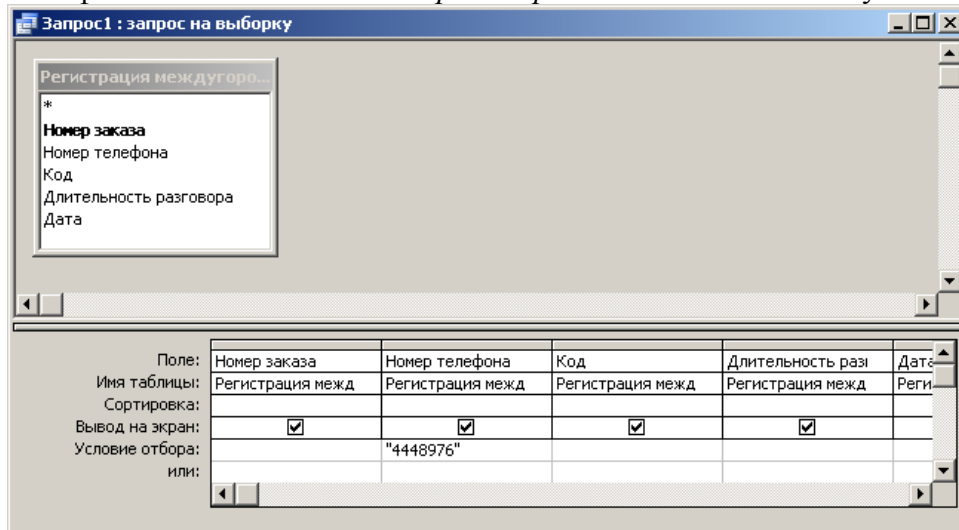 Запрос1 : запрос на выборку
Регистрация междугоро...
*
Номер заказа
Номер телефона
Код
Длительность разговора
Дата
Поле: Номер заказа Номер телефона Код Длительность разг Дата
Имя таблицы: Регистрация межд Регистрация межд Регистрация межд Регистрация межд Реги
Сортировка:
Вывод на экран:
Условие отбора: "4448976"
или: